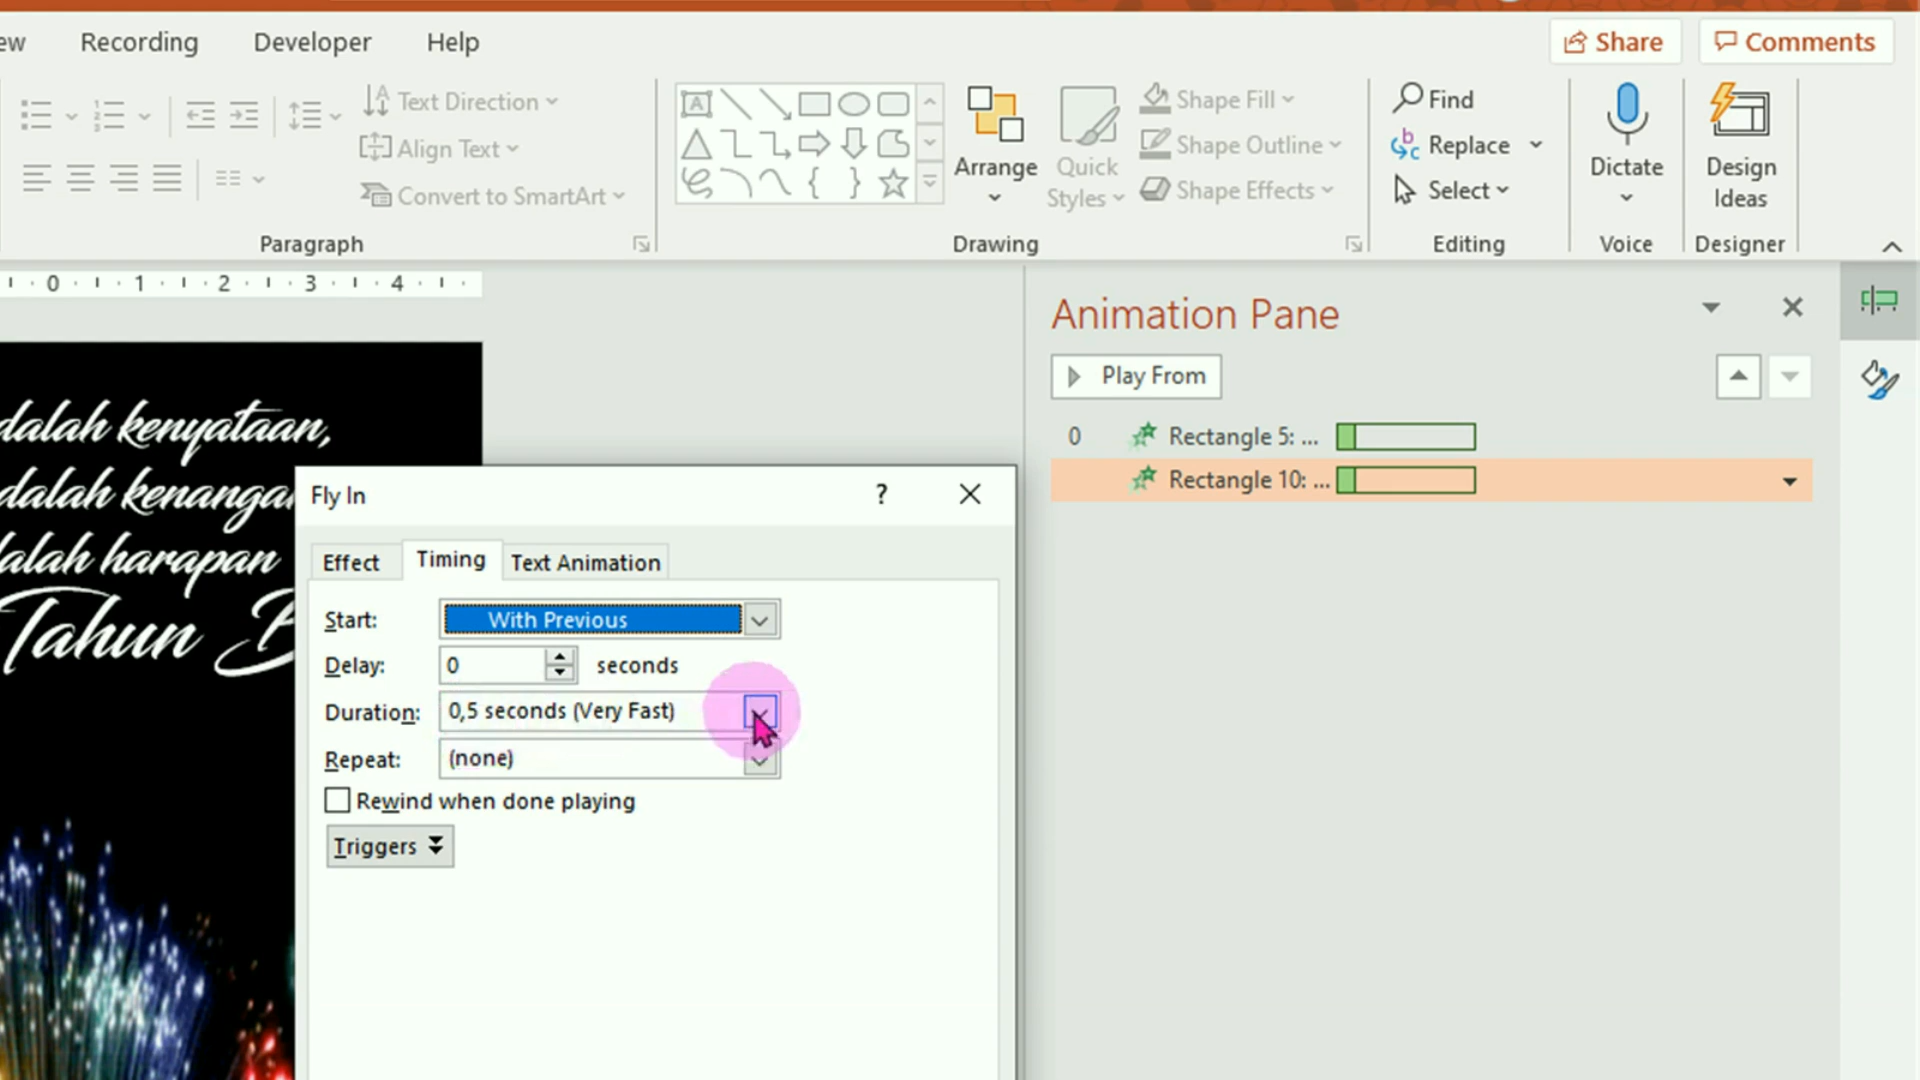 ew Recording Developer Help Share Comments
Text Direction
Align Text
Convert to SmartArt
Paragraph
Arrange
Quick
Styles
Shape Fill
Shape Outline
Shape Effects
Drawing
Find
Replace
Select
Editing
Dictate
Voice
Design
Ideas
Designer
0 1 2 3 4
Animation Pane
Play From
0 Rectangle 5: ...
Rectangle 10: ...
dalah kenyataan,
dalah kenangan
alah harapan
Tahun B
Fly In ?
Effect Timing Text Animation
Start: With Previous
Delay: 0 seconds
Duration: 0,5 seconds (Very Fast)
Repeat: (none)
Rewind when done playing
Triggers